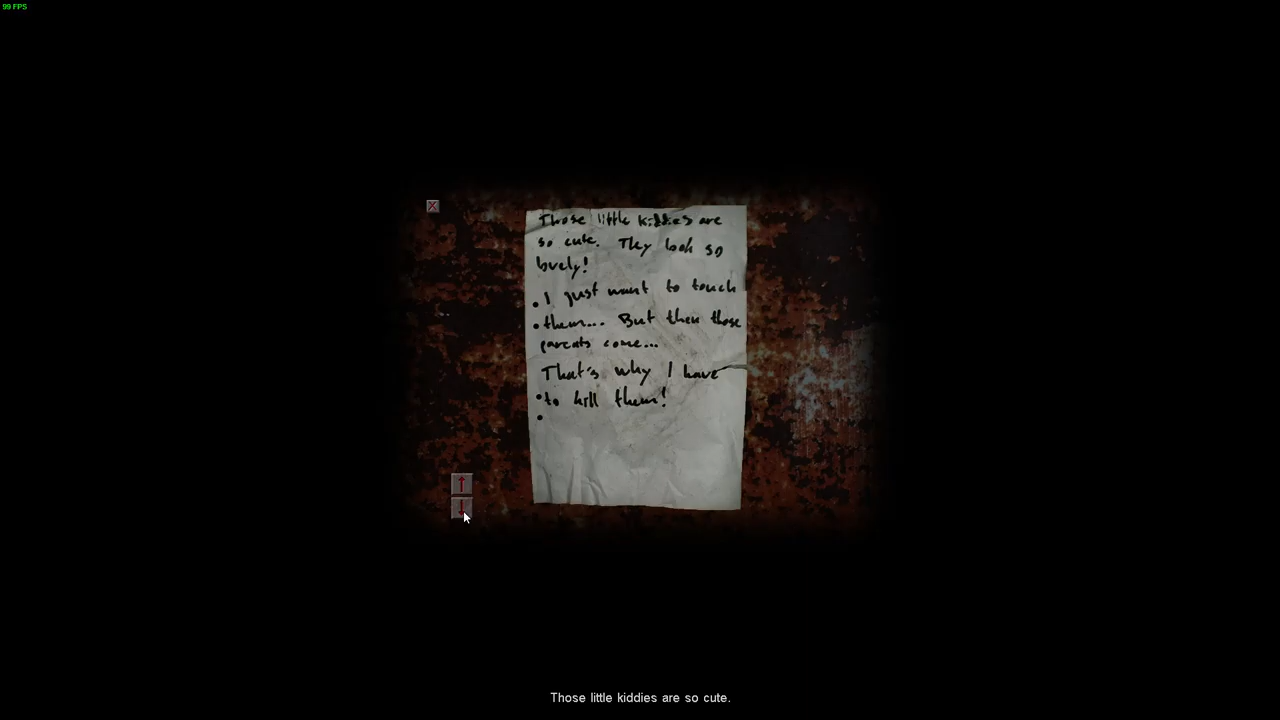 99 FPS
X
Those little kiddies are
so cute. They look so
lovely!
I just want to touch
them... But then those
parents come...
That's why I have
to kill them!
Those little kiddies are so cute.